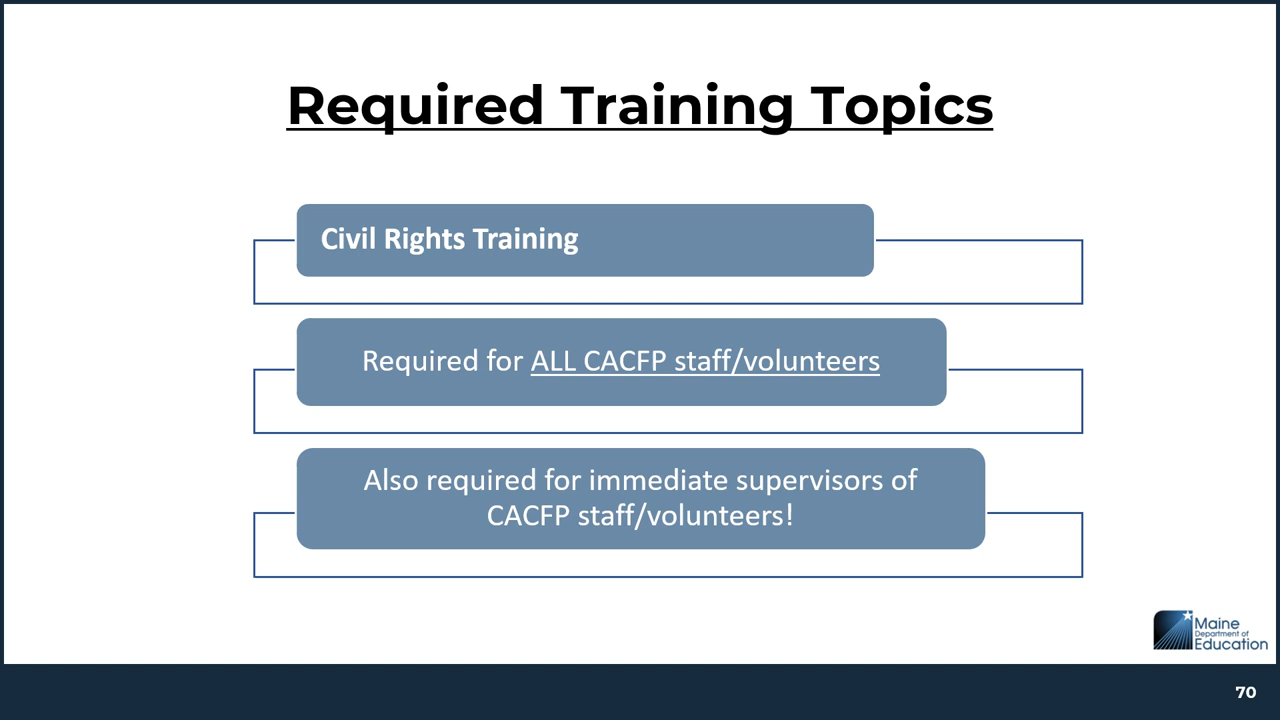 Required Training Topics
Civil Rights Training
Required for ALL CACFP staff/volunteers
Also required for immediate supervisors of
CACFP staff/volunteers!
Maine
Department of
Education
70